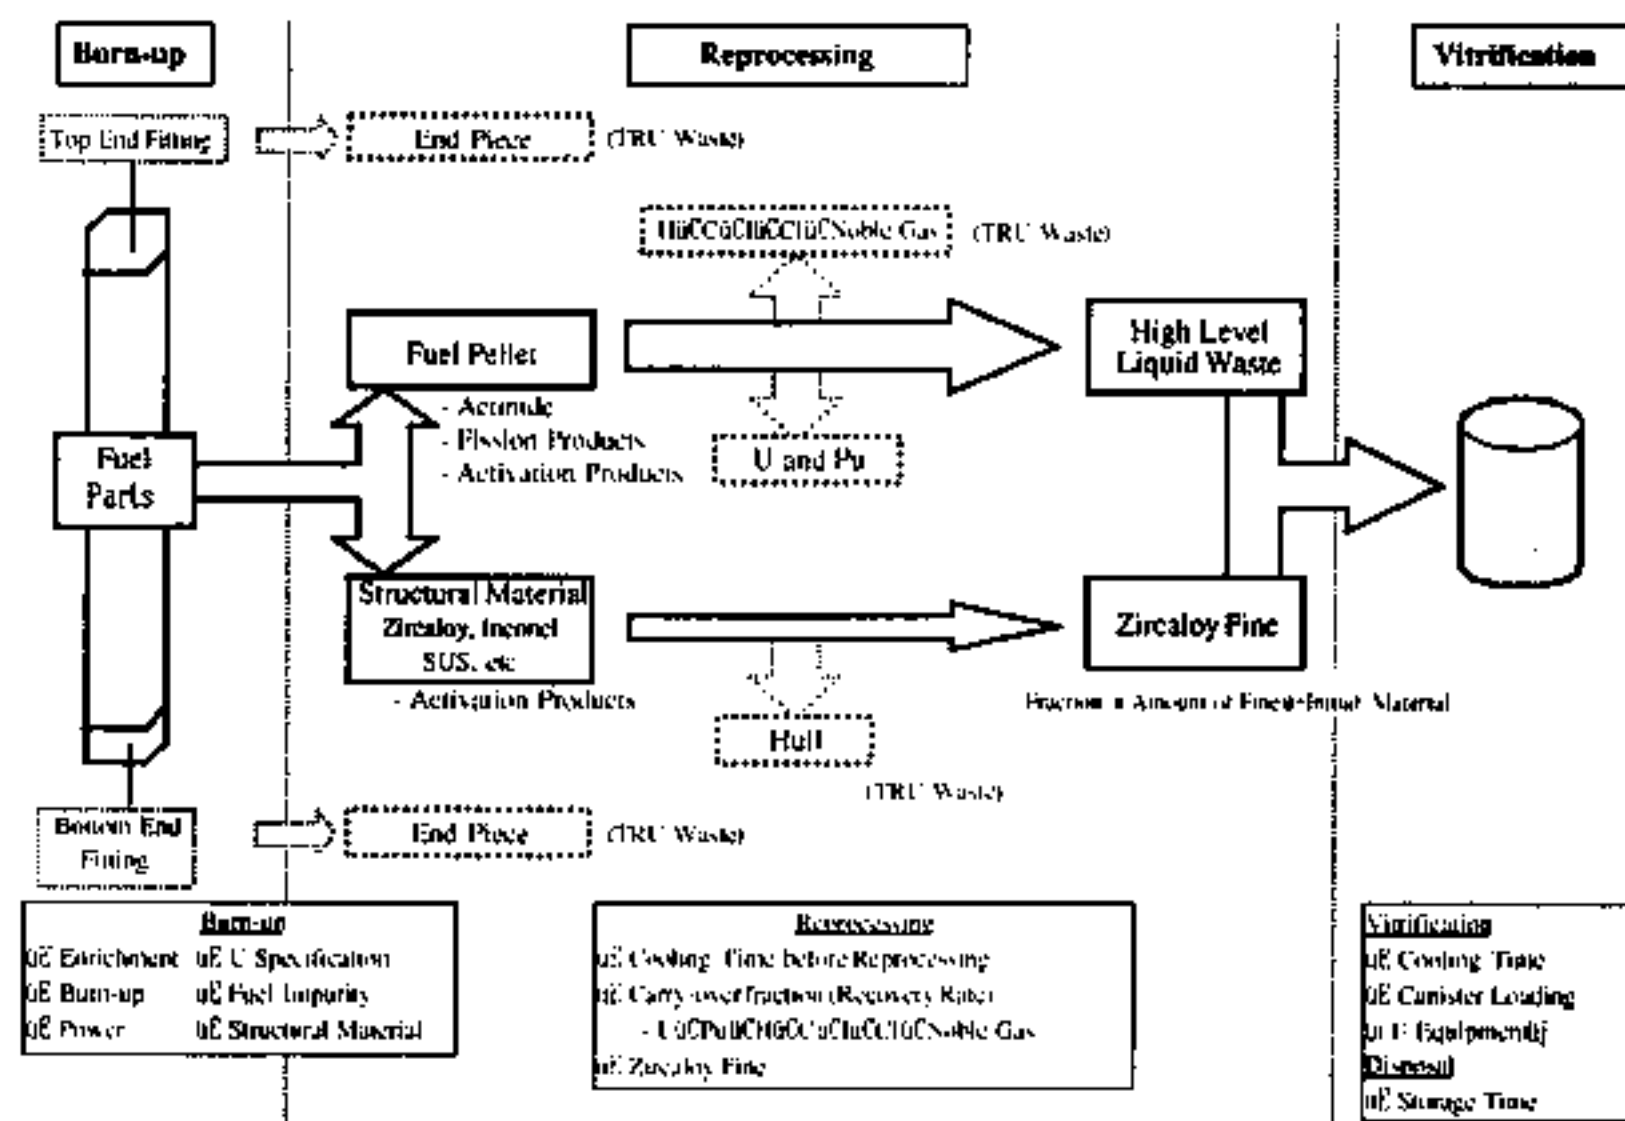 Burn-up
Reprocessing
Vitrification
Top End Fitting
End Piece
(TRU Waste)
Noble Gas
(TRU Waste)
Fuel Pellet
- Actinide
- Fission Products
- Activation Products
U and Pu
High Level
Liquid Waste
Fuel
Parts
Structural Material
Zircaloy, Inconel
SUS, etc
- Activation Products
Zircaloy Fine
Hull
(TRU Waste)
Bottom End
Fitting
End Piece
(TRU Waste)
Burn-up
Enrichment
U Specification
Burn-up
Fuel Impurity
Power
Structural Material
Reprocessing
Cooling Time before Reprocessing
Carry-over fraction (Recovery Rate)
Noble Gas
Zircaloy Fine
Vitrification
Cooling Time
Canister Loading
Equipment
Disposal
Storage Time